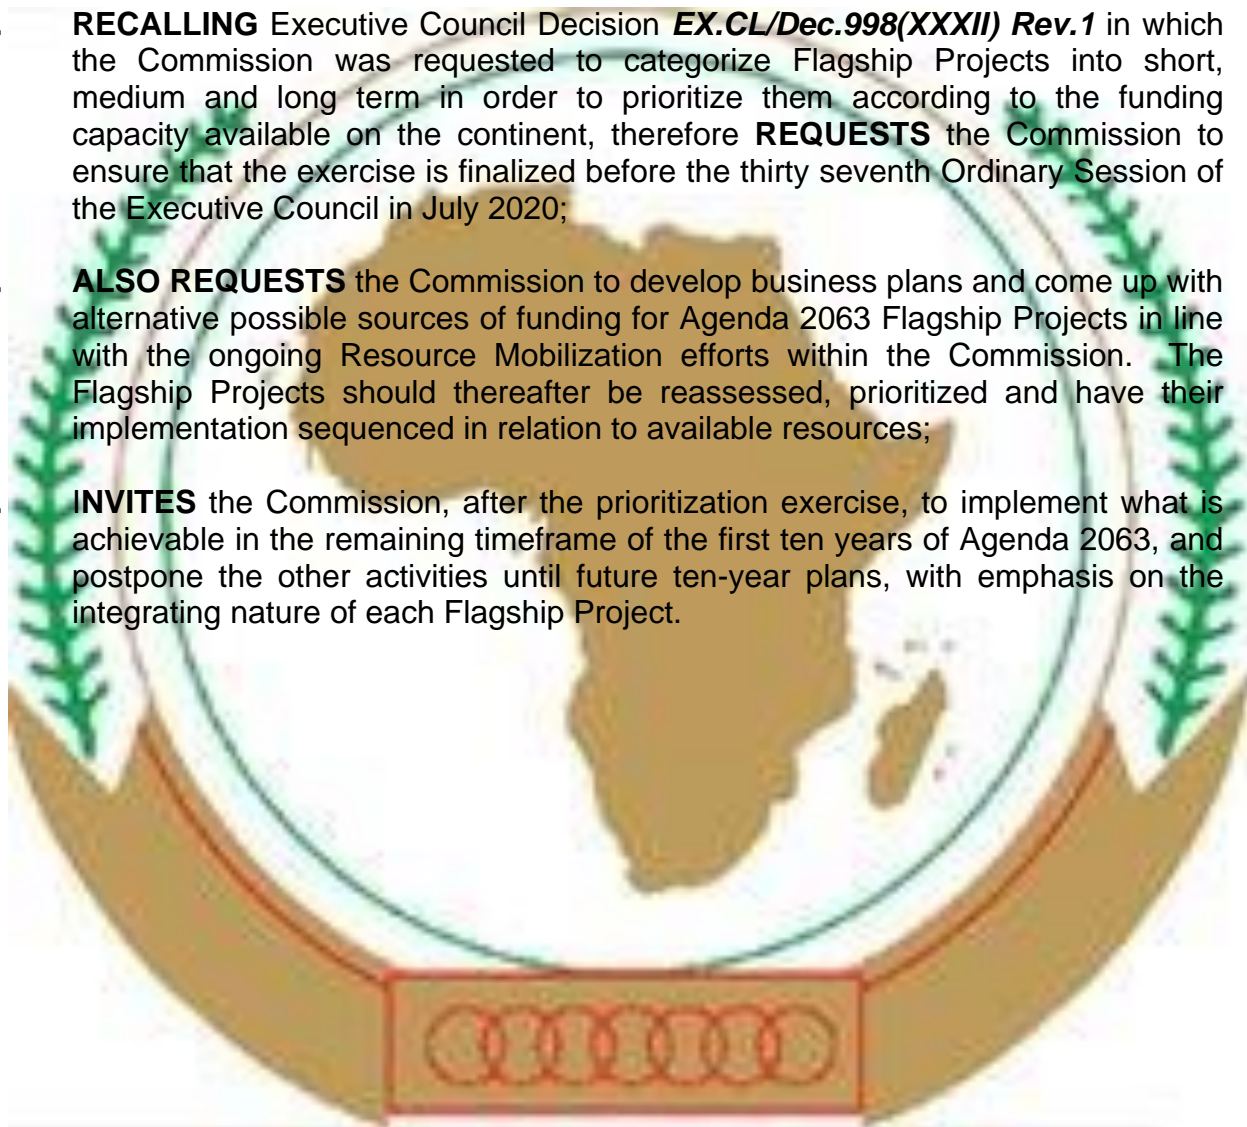 RECALLING Executive Council Decision EX.CL/Dec.998(XXXII) Rev.1 in which
the Commission was requested to categorize Flagship Projects into short,
medium and long term in order to prioritize them according to the funding
capacity available on the continent, therefore REQUESTS the Commission to
ensure that the exercise is finalized before the thirty seventh Ordinary Session of
the Executive Council in July 2020;
ALSO REQUESTS the Commission to develop business plans and come up with
alternative possible sources of funding for Agenda 2063 Flagship Projects in line
with the ongoing Resource Mobilization efforts within the Commission. The
Flagship Projects should thereafter be reassessed, prioritized and have their
implementation sequenced in relation to available resources;
INVITES the Commission, after the prioritization exercise, to implement what is
achievable in the remaining timeframe of the first ten years of Agenda 2063, and
postpone the other activities until future ten-year plans, with emphasis on the
integrating nature of each Flagship Project.